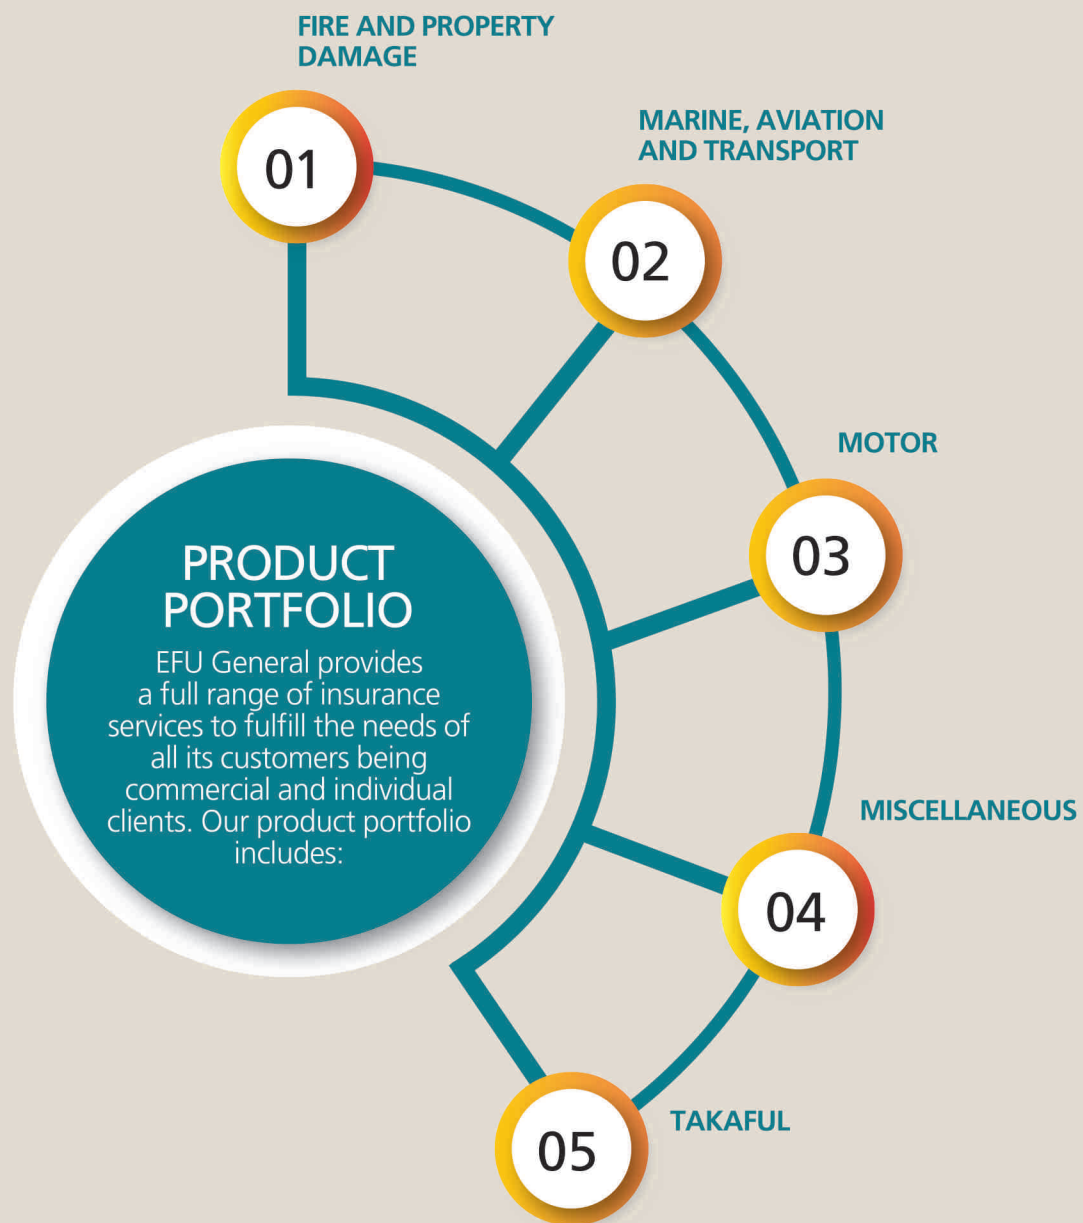 PRODUCT
PORTFOLIO
EFU General provides
a full range of insurance
services to fulfill the needs of
all its customers being
commercial and individual
clients. Our product portfolio
includes:
01
FIRE AND PROPERTY
DAMAGE
02
MARINE, AVIATION
AND TRANSPORT
03
MOTOR
04
MISCELLANEOUS
05
TAKAFUL